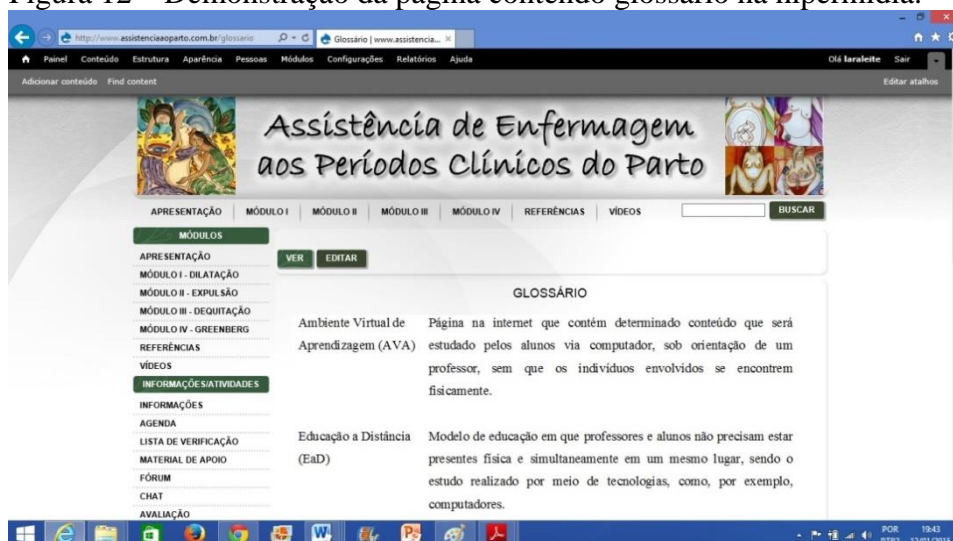 Figura 12 – Demonstração da página contendo glossário na hipermídia.
http://www.assistenciaaoparto.com.br/glossario
Glossário | www.assistenci...
Painel Conteúdo Estrutura Aparência Pessoas Módulos Configurações Relatórios Ajuda Olá laraleite Sair
Adicionar conteúdo Find content Editar atalhos
Assistência de Enfermagem
aos Períodos Clínicos do Parto
APRESENTAÇÃO MÓDULO I MÓDULO II MÓDULO III MÓDULO IV REFERÊNCIAS VÍDEOS BUSCAR
MÓDULOS
APRESENTAÇÃO
MÓDULO I - DILATAÇÃO
MÓDULO II - EXPULSÃO
MÓDULO III - DEQUITAÇÃO
MÓDULO IV - GREENBERG
REFERÊNCIAS
VÍDEOS
INFORMAÇÕES/ATIVIDADES
INFORMAÇÕES
AGENDA
LISTA DE VERIFICAÇÃO
MATERIAL DE APOIO
FÓRUM
CHAT
AVALIAÇÃO
VER EDITAR
GLOSSÁRIO
Ambiente Virtual de Página na internet que contém determinado conteúdo que será
Aprendizagem (AVA) estudado pelos alunos via computador, sob orientação de um
professor, sem que os indivíduos envolvidos se encontrem
fisicamente.
Educação a Distância Modelo de educação em que professores e alunos não precisam estar
(EaD) presentes física e simultaneamente em um mesmo lugar, sendo o
estudo realizado por meio de tecnologias, como, por exemplo,
computadores.
POR 19:43
PTB2 12/01/2015